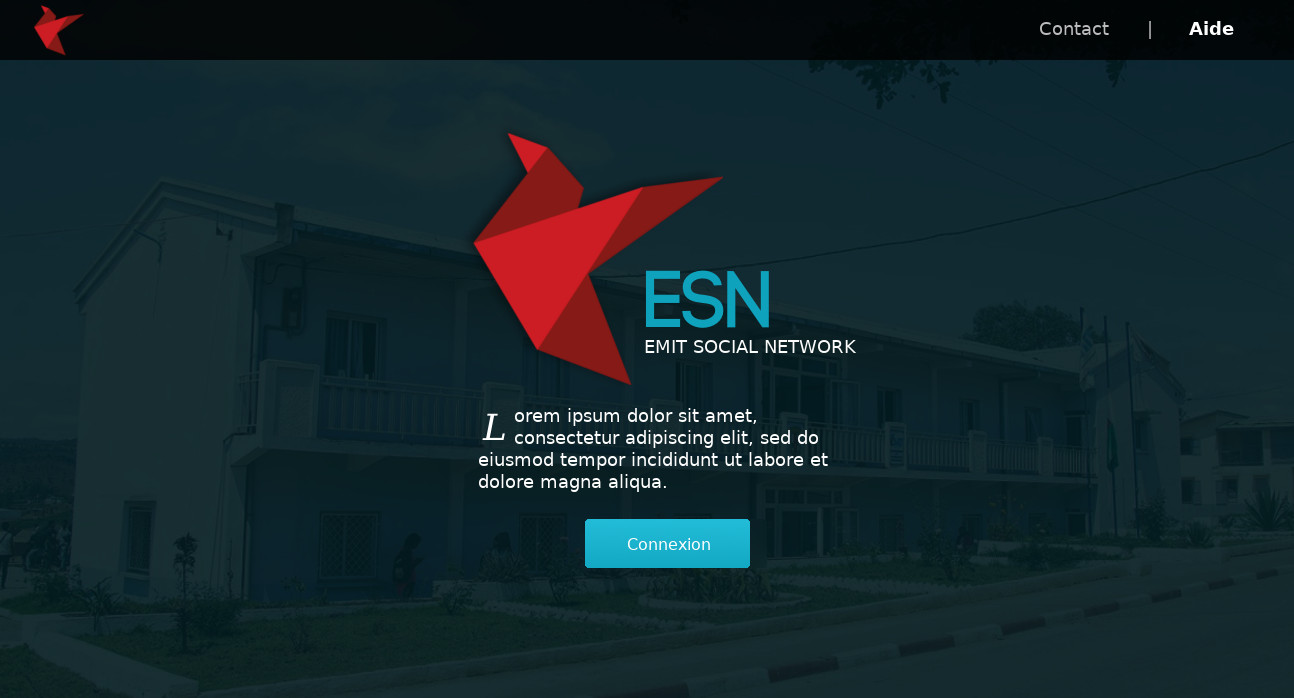 Contact | Aide
ESN
EMIT SOCIAL NETWORK
Lorem ipsum dolor sit amet,
consectetur adipiscing elit, sed do
eiusmod tempor incididunt ut labore et
dolore magna aliqua.
Connexion